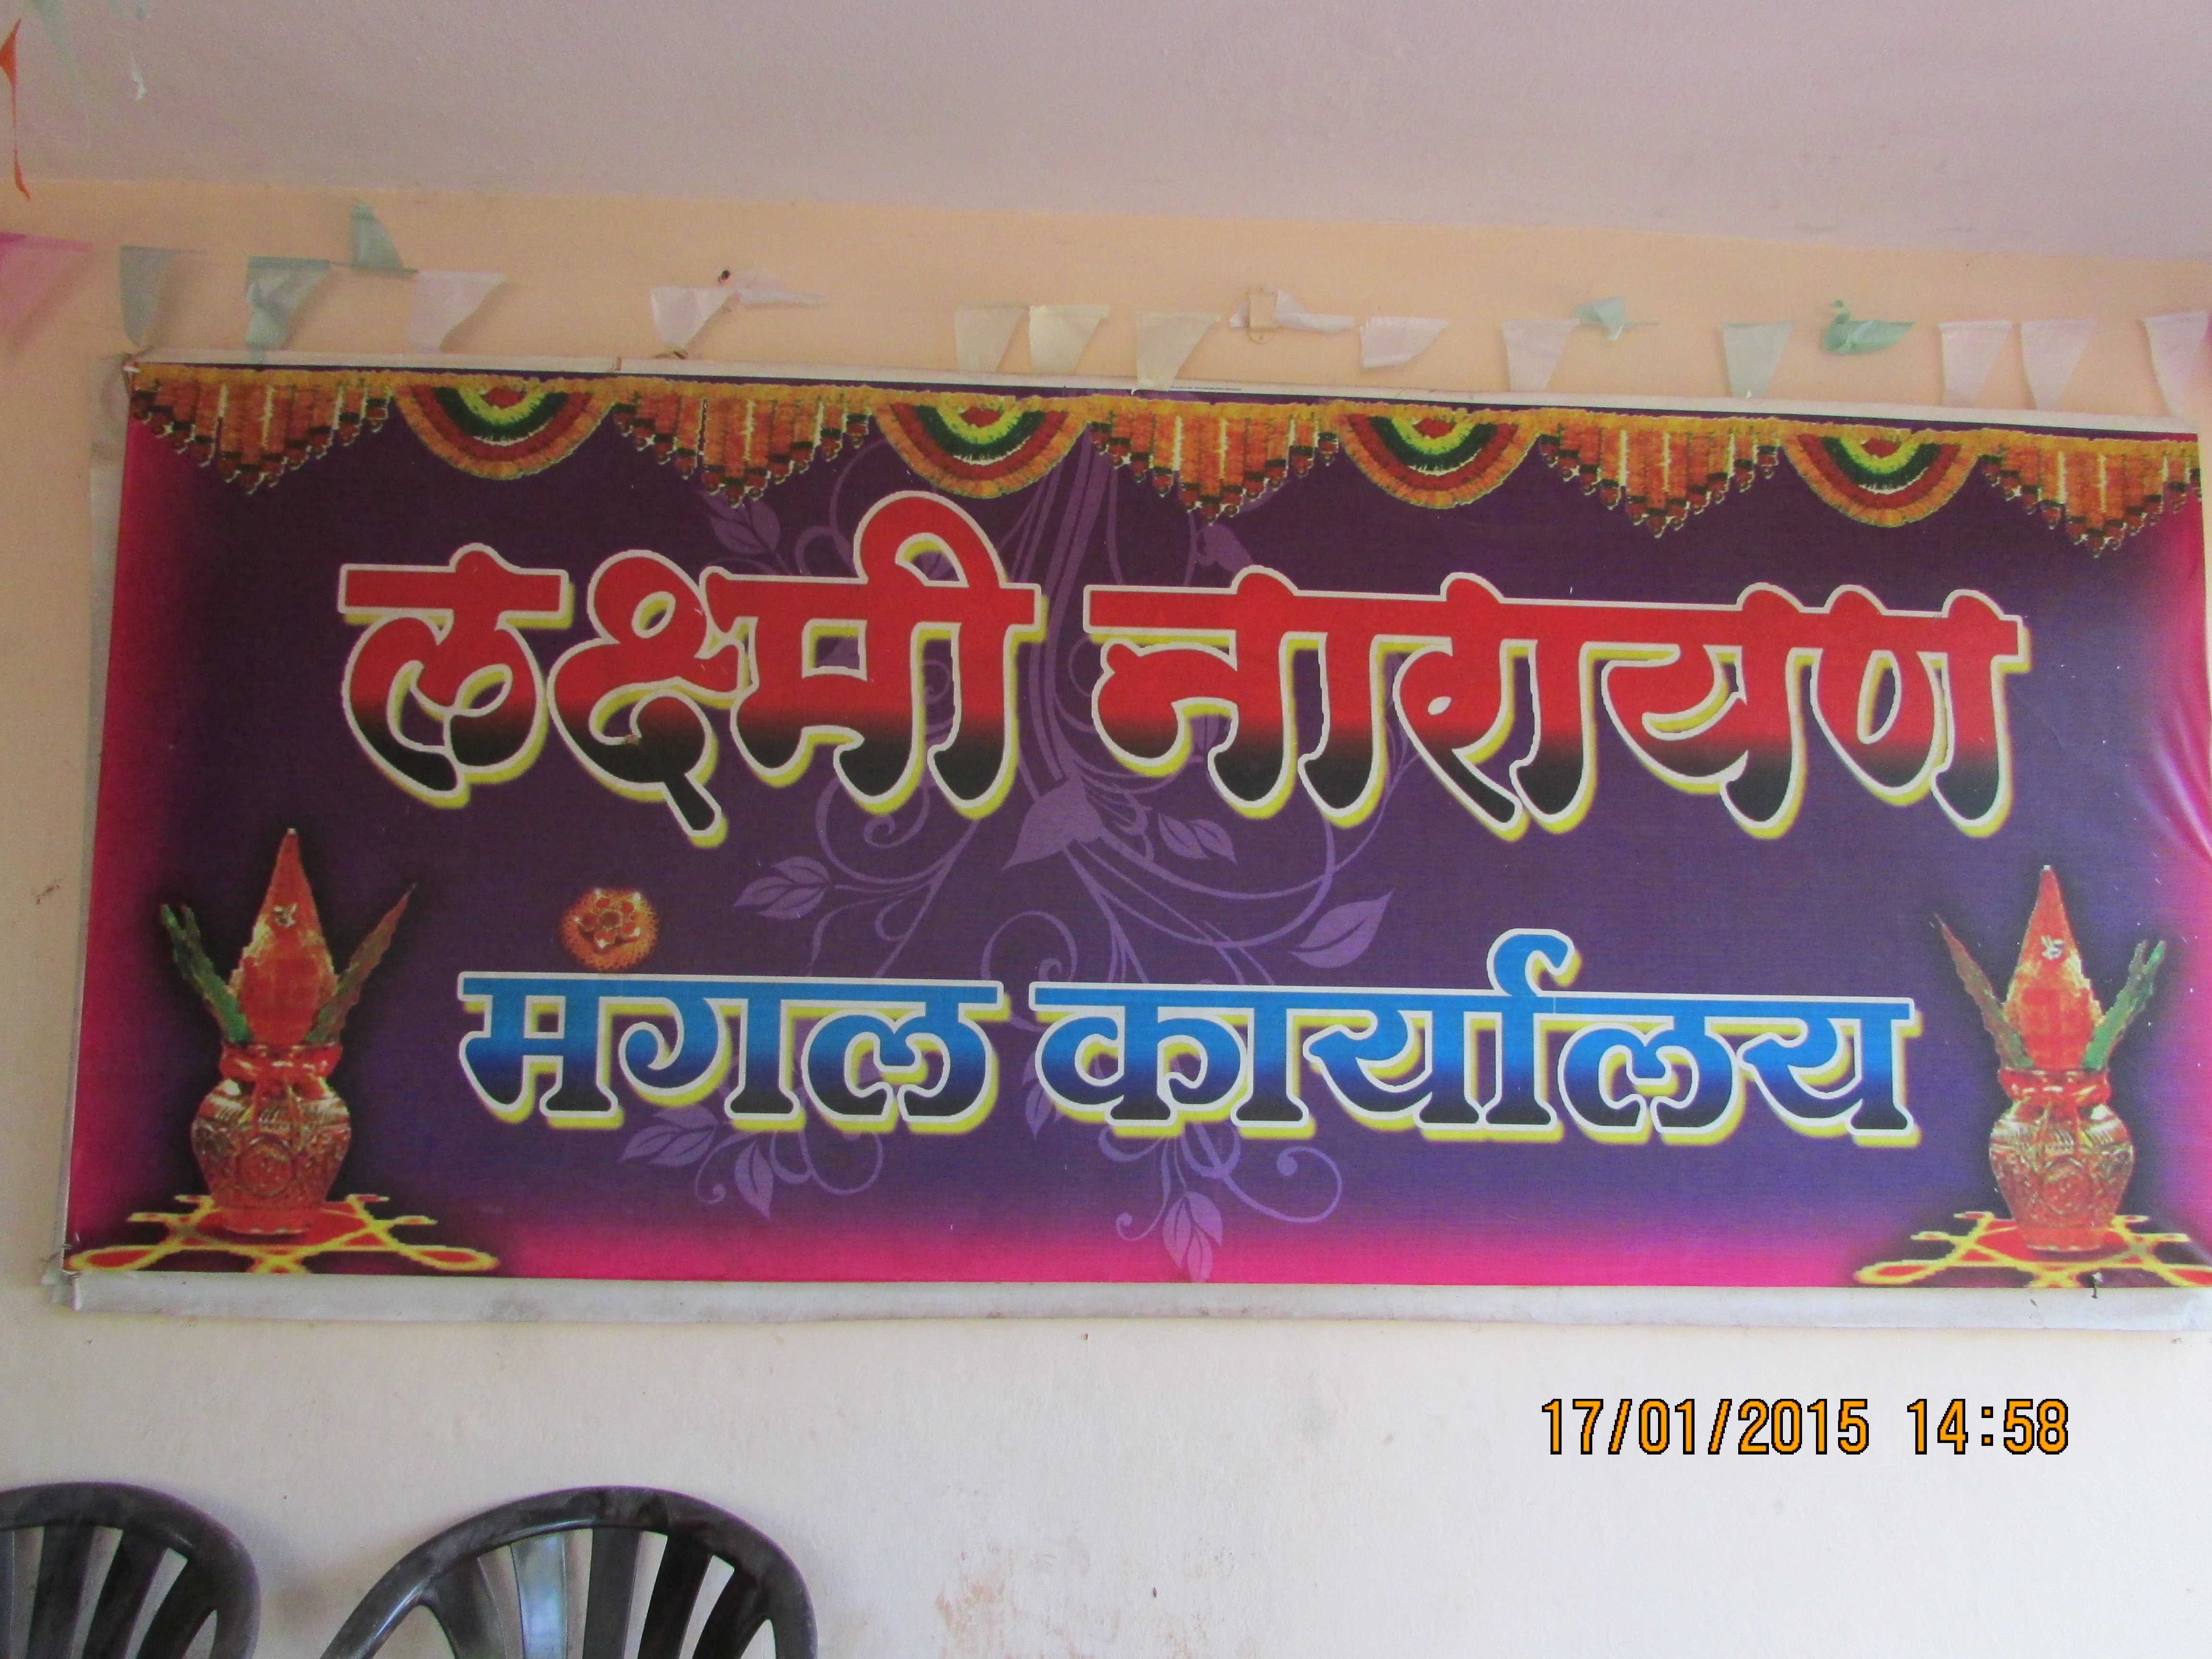 लक्ष्मी नारायण
मंगल कार्यालय
17/01/2015 14:58